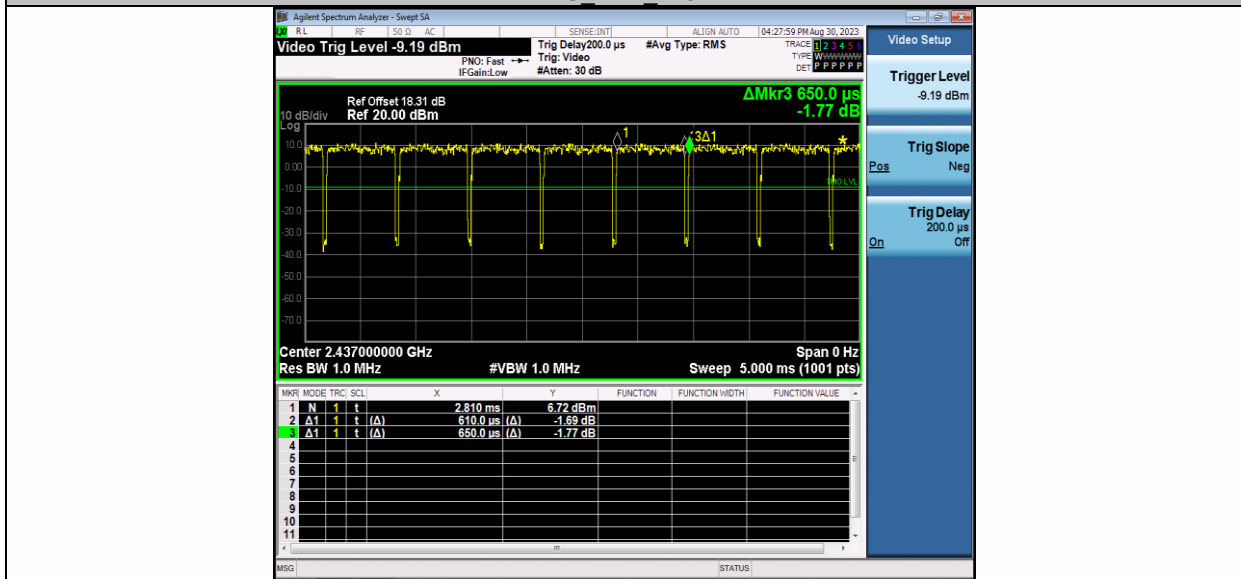 Agilent Spectrum Analyzer - Swept SA
RL RF 50 Ω AC SENSE:INT ALIGN AUTO 04:27:59 PM Aug 30, 2023
Video Trig Level -9.19 dBm
Trig Delay200.0 µs #Avg Type: RMS TRACE 1 2 3 4 5 6
PNO: Fast Trig: Video TYPE WWWWWW
IFGain:Low #Atten: 30 dB DET P P P P P P
ΔMkr3 650.0 µs
-1.77 dB
Ref Offset 18.31 dB
10 dB/div Ref 20.00 dBm
Log
10.0
0.00
-10.0
-20.0
-30.0
-40.0
-50.0
-60.0
-70.0
1
3Δ1
TRIG LVL
Center 2.437000000 GHz Span 0 Hz
Res BW 1.0 MHz #VBW 1.0 MHz Sweep 5.000 ms (1001 pts)
MKR MODE TRC SCL X Y FUNCTION FUNCTION WIDTH FUNCTION VALUE
1 N 1 t 2.810 ms 6.72 dBm
2 Δ1 1 t (Δ) 610.0 µs (Δ) -1.69 dB
3 Δ1 1 t (Δ) 650.0 µs (Δ) -1.77 dB
4
5
6
7
8
9
10
11
MSG STATUS
Video Setup
Trigger Level
-9.19 dBm
Trig Slope
Pos Neg
Trig Delay
200.0 µs
On Off